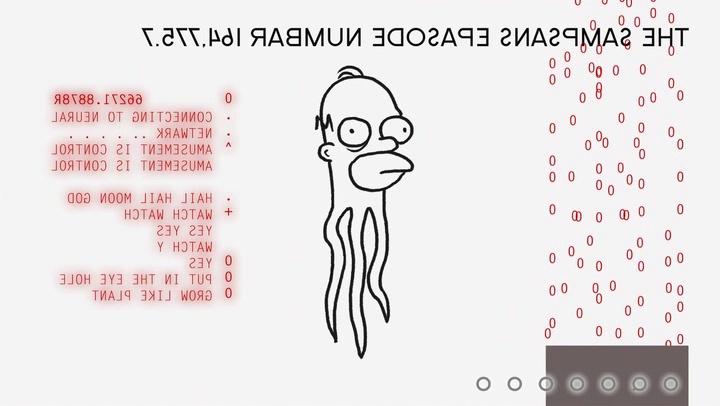 THE SAMPSANS EPASODE NUMBAR 164,775.7
0 66271.8878R
. CONNECTING TO NEURAL
. NETWARK .. . . . . .
^ AMUSEMENT IS CONTROL
AMUSEMENT IS CONTROL
. HAIL HAIL MOON GOD
+ WATCH WATCH
YES YES
WATCH Y
0 YES
0 PUT IN THE EYE HOLE
0 GROW LIKE PLANT